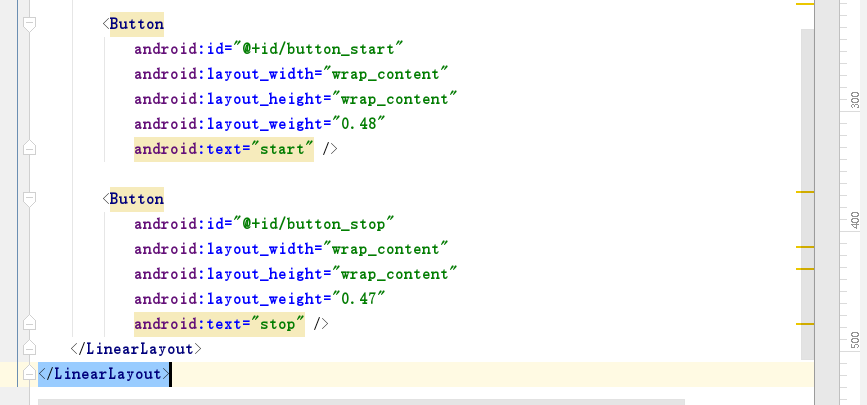 <Button
android:id="@+id/button_start"
android:layout_width="wrap_content"
android:layout_height="wrap_content"
android:layout_weight="0.48"
android:text="start" />
<Button
android:id="@+id/button_stop"
android:layout_width="wrap_content"
android:layout_height="wrap_content"
android:layout_weight="0.47"
android:text="stop" />
</LinearLayout>
</LinearLayout>
300
400
500